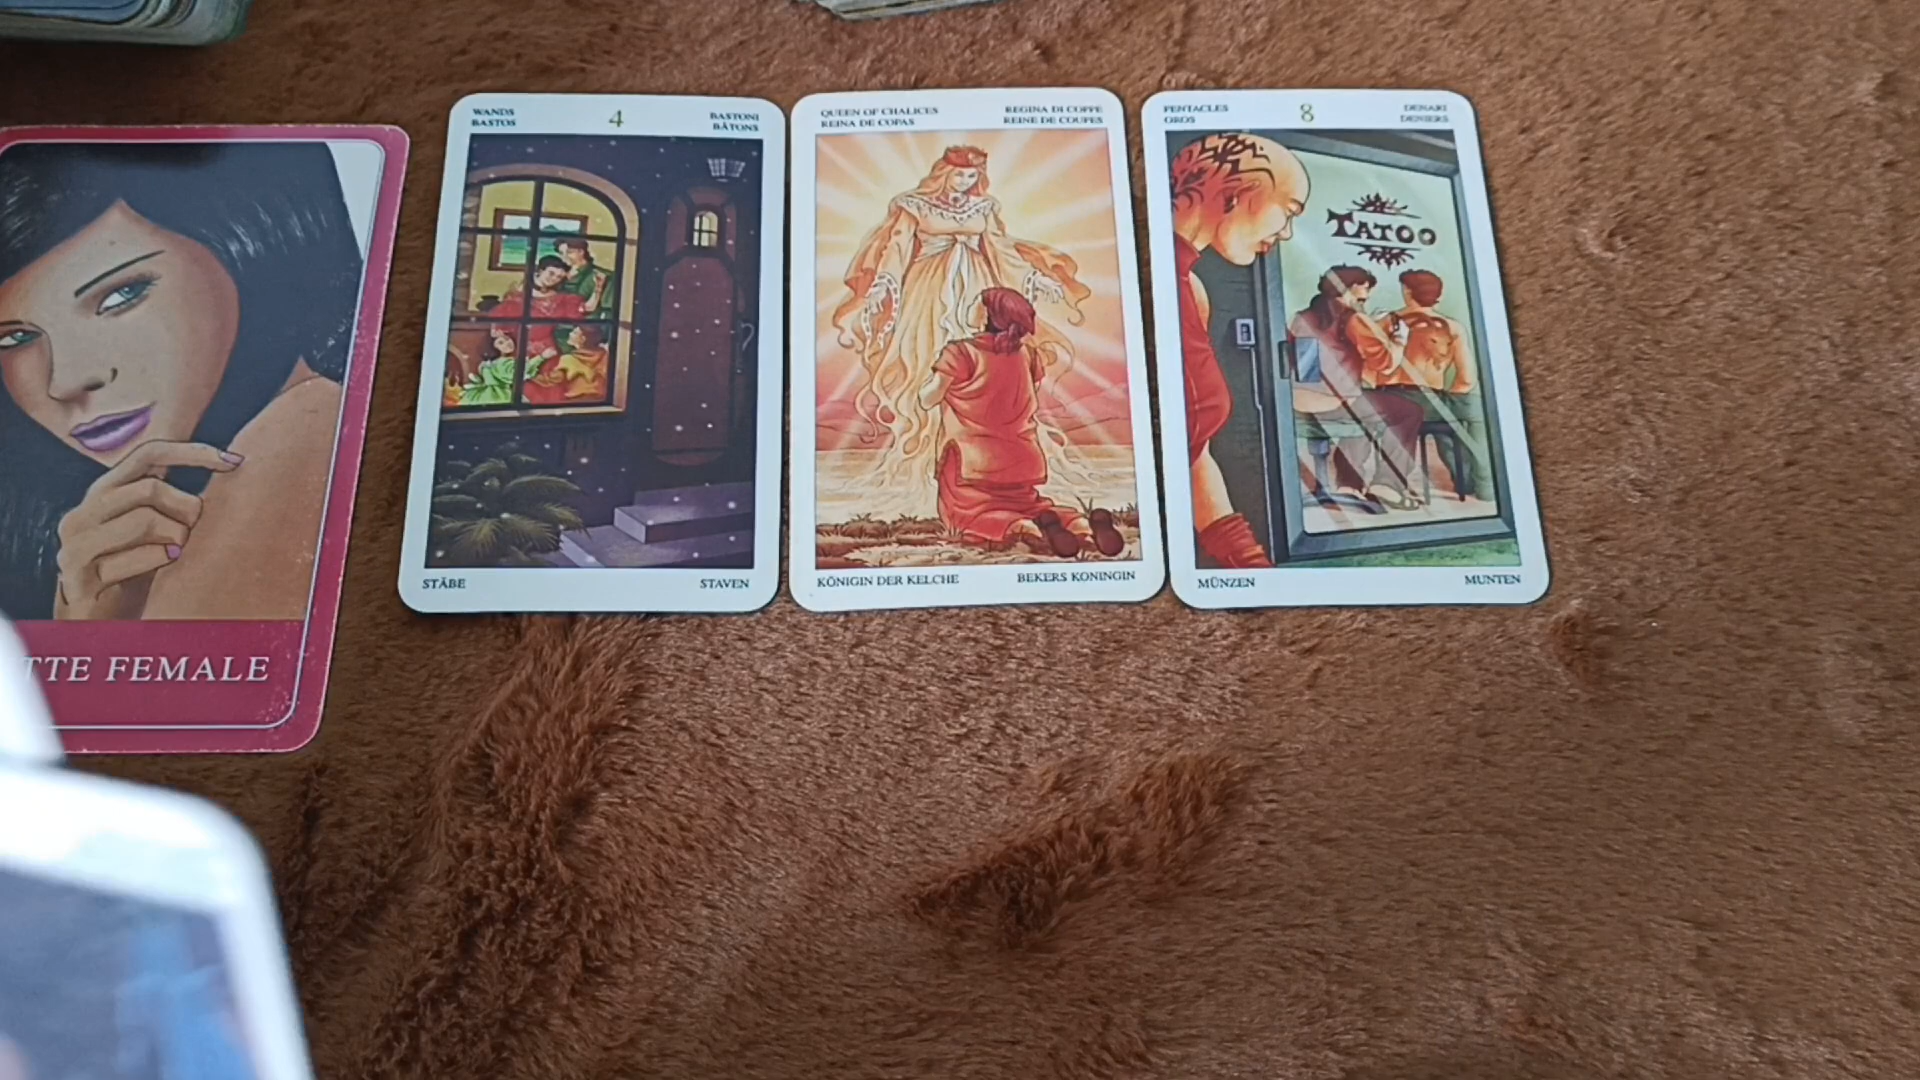 WANDS
BASTOS
4
BASTONI
BÂTONS
STÄBE
STAVEN
QUEEN OF CHALICES
REINA DE COPAS
REGINA DI COPPE
REINE DE COUPES
KÖNIGIN DER KELCHE
BEKERS KONINGIN
PENTACLES
OROS
8
DENARI
DENIERS
TATOO
MÜNZEN
MUNTEN
TTE FEMALE